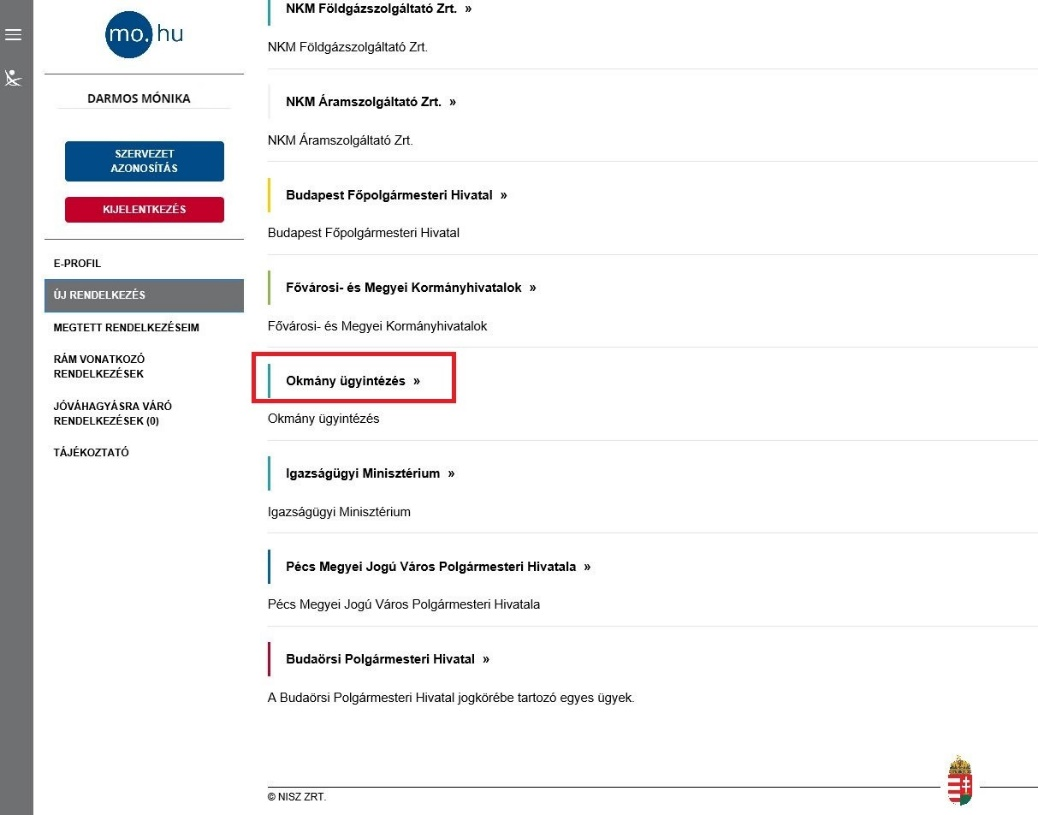 mo.hu
DARMOS MÓNIKA
SZERVEZET
AZONOSÍTÁS
KIJELENTKEZÉS
E-PROFIL
ÚJ RENDELKEZÉS
MEGTETT RENDELKEZÉSEIM
RÁM VONATKOZÓ
RENDELKEZÉSEK
JÓVÁHAGYÁSRA VÁRÓ
RENDELKEZÉSEK (0)
TÁJÉKOZTATÓ
NKM Földgázszolgáltató Zrt. »
NKM Földgázszolgáltató Zrt.
NKM Áramszolgáltató Zrt. »
NKM Áramszolgáltató Zrt.
Budapest Főpolgármesteri Hivatal »
Budapest Főpolgármesteri Hivatal
Fővárosi- és Megyei Kormányhivatalok »
Fővárosi- és Megyei Kormányhivatalok
Okmány ügyintézés »
Okmány ügyintézés
Igazságügyi Minisztérium »
Igazságügyi Minisztérium
Pécs Megyei Jogú Város Polgármesteri Hivatala »
Pécs Megyei Jogú Város Polgármesteri Hivatala
Budaörsi Polgármesteri Hivatal »
A Budaörsi Polgármesteri Hivatal jogkörébe tartozó egyes ügyek.
© NISZ ZRT.